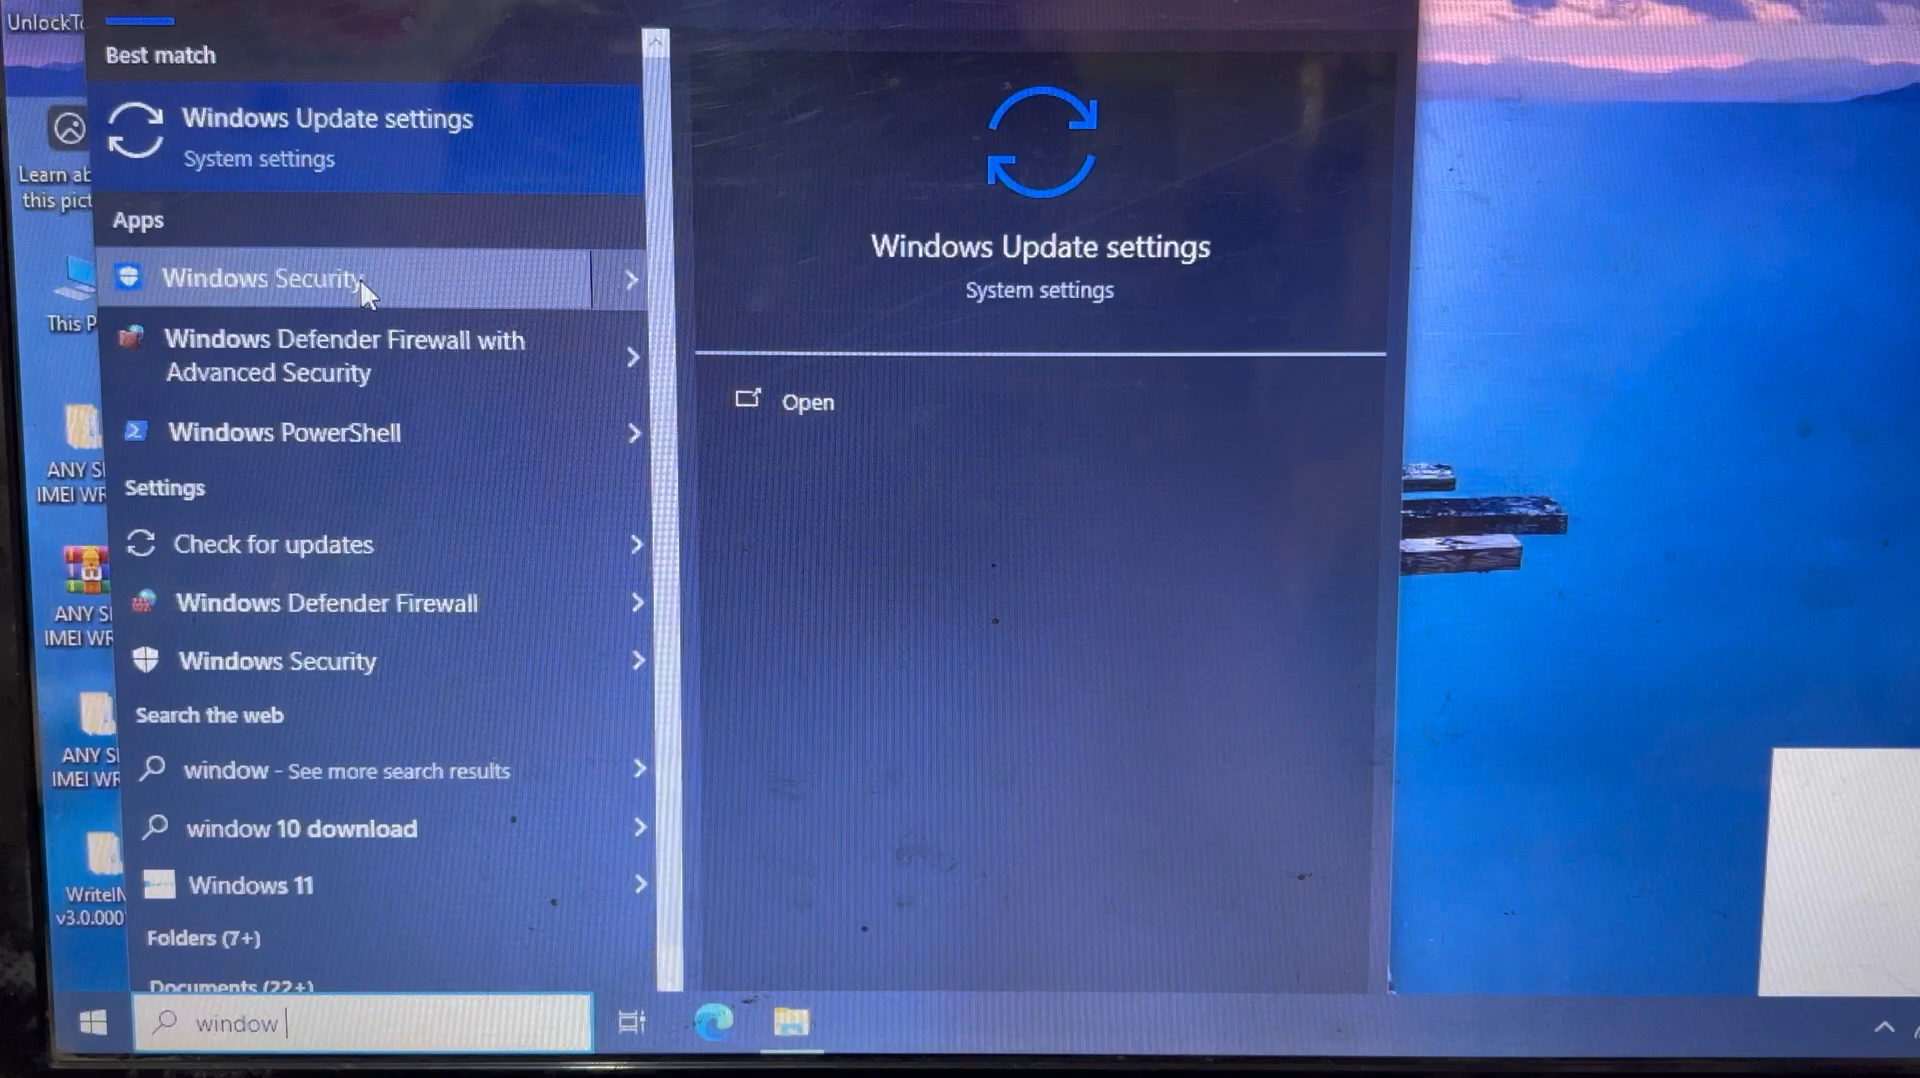 Best match
Windows Update settings
System settings
Apps
Windows Security
Windows Defender Firewall with
Advanced Security
Windows PowerShell
Settings
Check for updates
Windows Defender Firewall
Windows Security
Search the web
window - See more search results
window 10 download
Windows 11
Folders (7+)
Documents (22+)
window
Windows Update settings
System settings
Open
UnlockTo
Learn ab
this pict
This P
ANY S
IMEI WR
ANY S
IMEI WR
ANY S
IMEI WR
WriteIM
v3.0.000